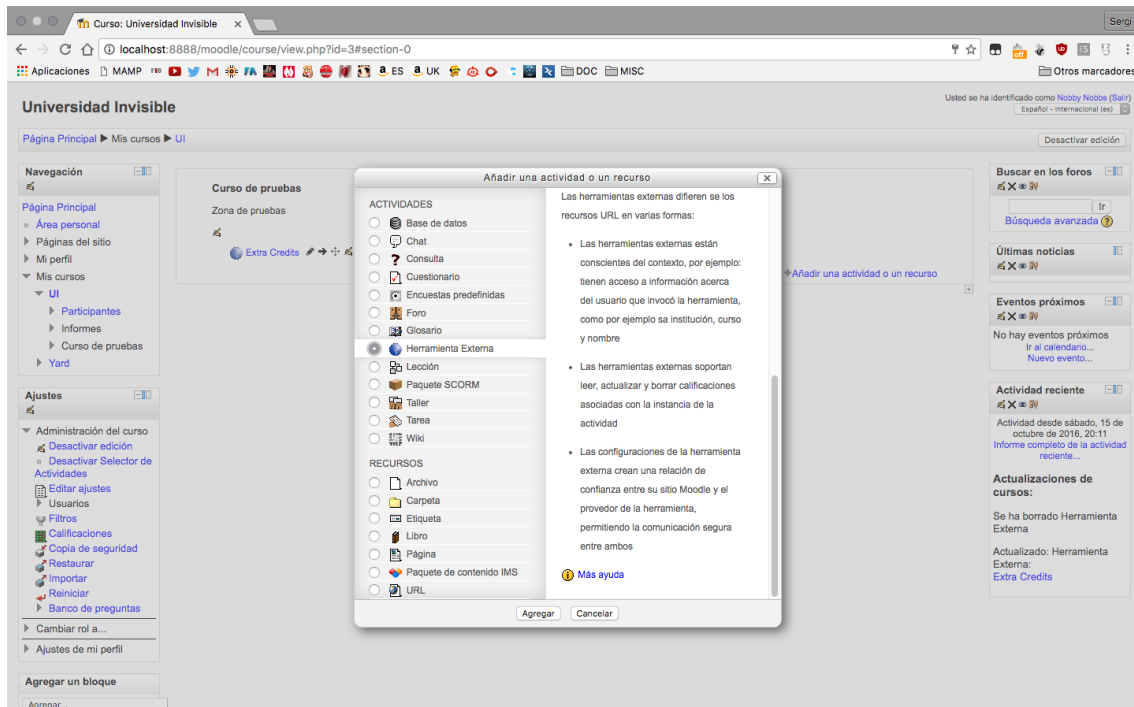 Curso: Universidad Invisible
Sergi
localhost:8888/moodle/course/view.php?id=3#section-0
off
Aplicaciones
MAMP
FIB
FA
ES
UK
DOC
MISC
Otros marcadores
Universidad Invisible
Usted se ha identificado como Nobby Nobbs (Salir)
Español - Internacional (es)
Página Principal ▶ Mis cursos ▶ UI
Desactivar edición
Navegación
Página Principal
Área personal
Páginas del sitio
Mi perfil
Mis cursos
UI
Participantes
Informes
Curso de pruebas
Yard
Ajustes
Administración del curso
Desactivar edición
Desactivar Selector de
Actividades
Editar ajustes
Usuarios
Filtros
Calificaciones
Copia de seguridad
Restaurar
Importar
Reiniciar
Banco de preguntas
Cambiar rol a...
Ajustes de mi perfil
Agregar un bloque
Agregar...
Curso de pruebas
Zona de pruebas
Extra Credits
Añadir una actividad o un recurso
Añadir una actividad o un recurso
ACTIVIDADES
Base de datos
Chat
Consulta
Cuestionario
Encuestas predefinidas
Foro
Glosario
Herramienta Externa
Lección
Paquete SCORM
Taller
Tarea
Wiki
RECURSOS
Archivo
Carpeta
Etiqueta
Libro
Página
Paquete de contenido IMS
URL
Las herramientas externas difieren se los
recursos URL en varias formas:
• Las herramientas externas están
conscientes del contexto, por ejemplo:
tienen acceso a información acerca
del usuario que invocó la herramienta,
como por ejemplo sa institución, curso
y nombre
• Las herramientas externas soportan
leer, actualizar y borrar calificaciones
asociadas con la instancia de la
actividad
• Las configuraciones de la herramienta
externa crean una relación de
confianza entre su sitio Moodle y el
provedor de la herramienta,
permitiendo la comunicación segura
entre ambos
Más ayuda
Agregar
Cancelar
Buscar en los foros
Ir
Búsqueda avanzada
Últimas noticias
Eventos próximos
No hay eventos próximos
Ir al calendario...
Nuevo evento...
Actividad reciente
Actividad desde sábado, 15 de
octubre de 2016, 20:11
Informe completo de la actividad
reciente...
Actualizaciones de
cursos:
Se ha borrado Herramienta
Externa
Actualizado: Herramienta
Externa:
Extra Credits